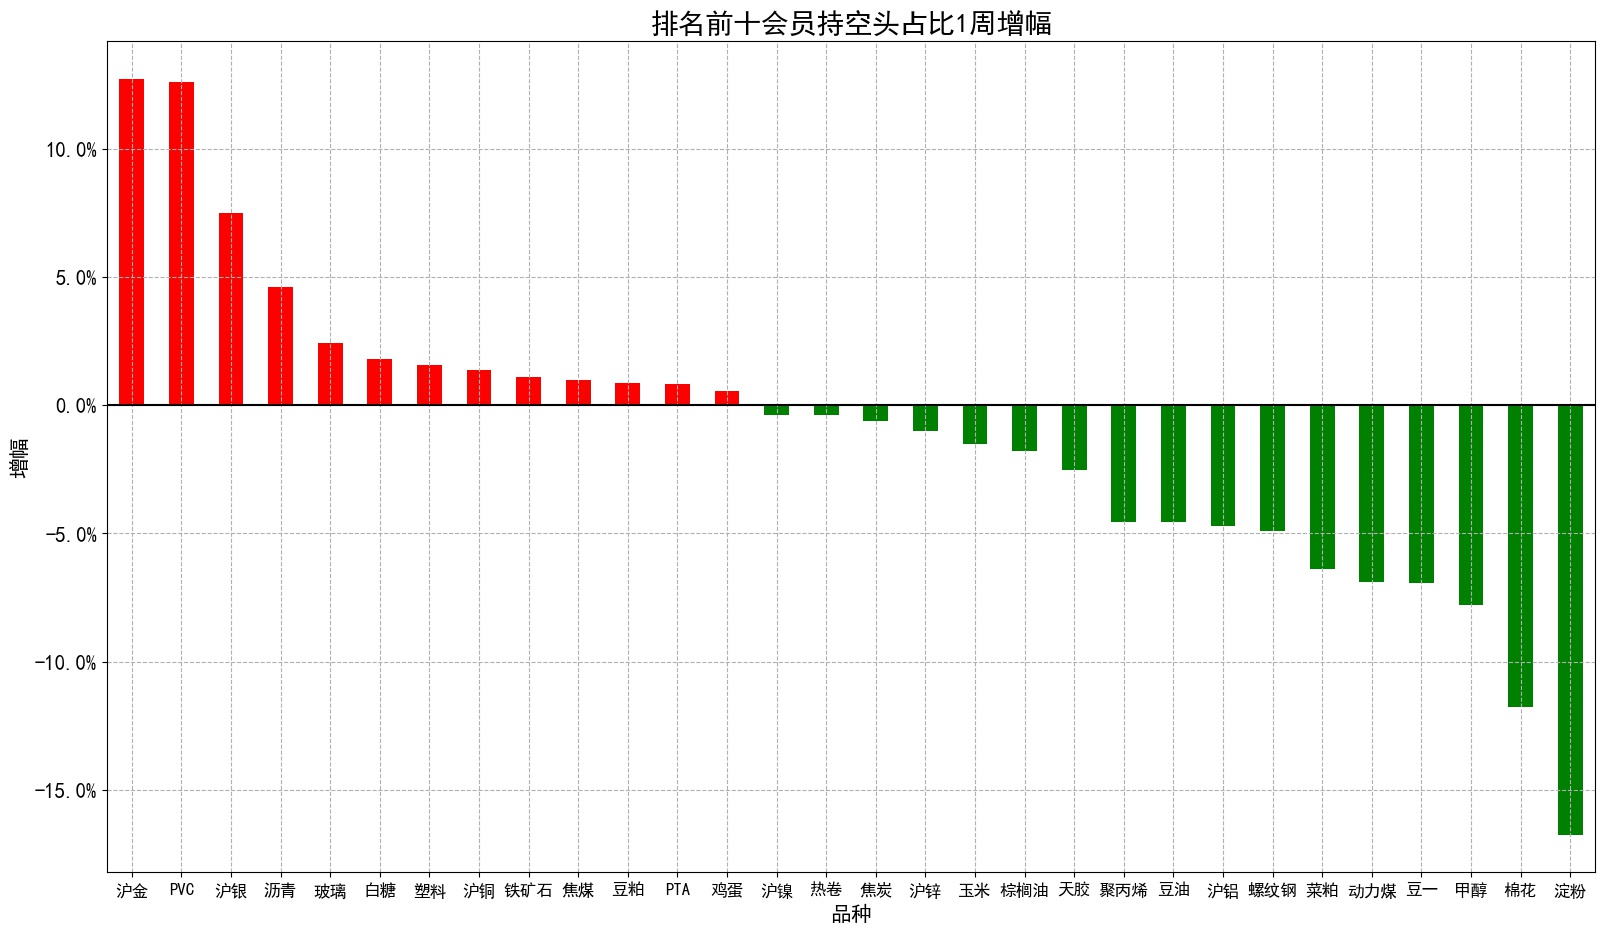 排名前十会员持空头占比1周增幅
10.0%
5.0%
0.0%
−5.0%
−10.0%
−15.0%
增幅
沪金 PVC 沪银 沥青 玻璃 白糖 塑料 沪铜 铁矿石 焦煤 豆粕 PTA 鸡蛋 沪镍 热卷 焦炭 沪锌 玉米 棕榈油 天胶 聚丙烯 豆油 沪铝 螺纹钢 菜粕 动力煤 豆一 甲醇 棉花 淀粉
品种